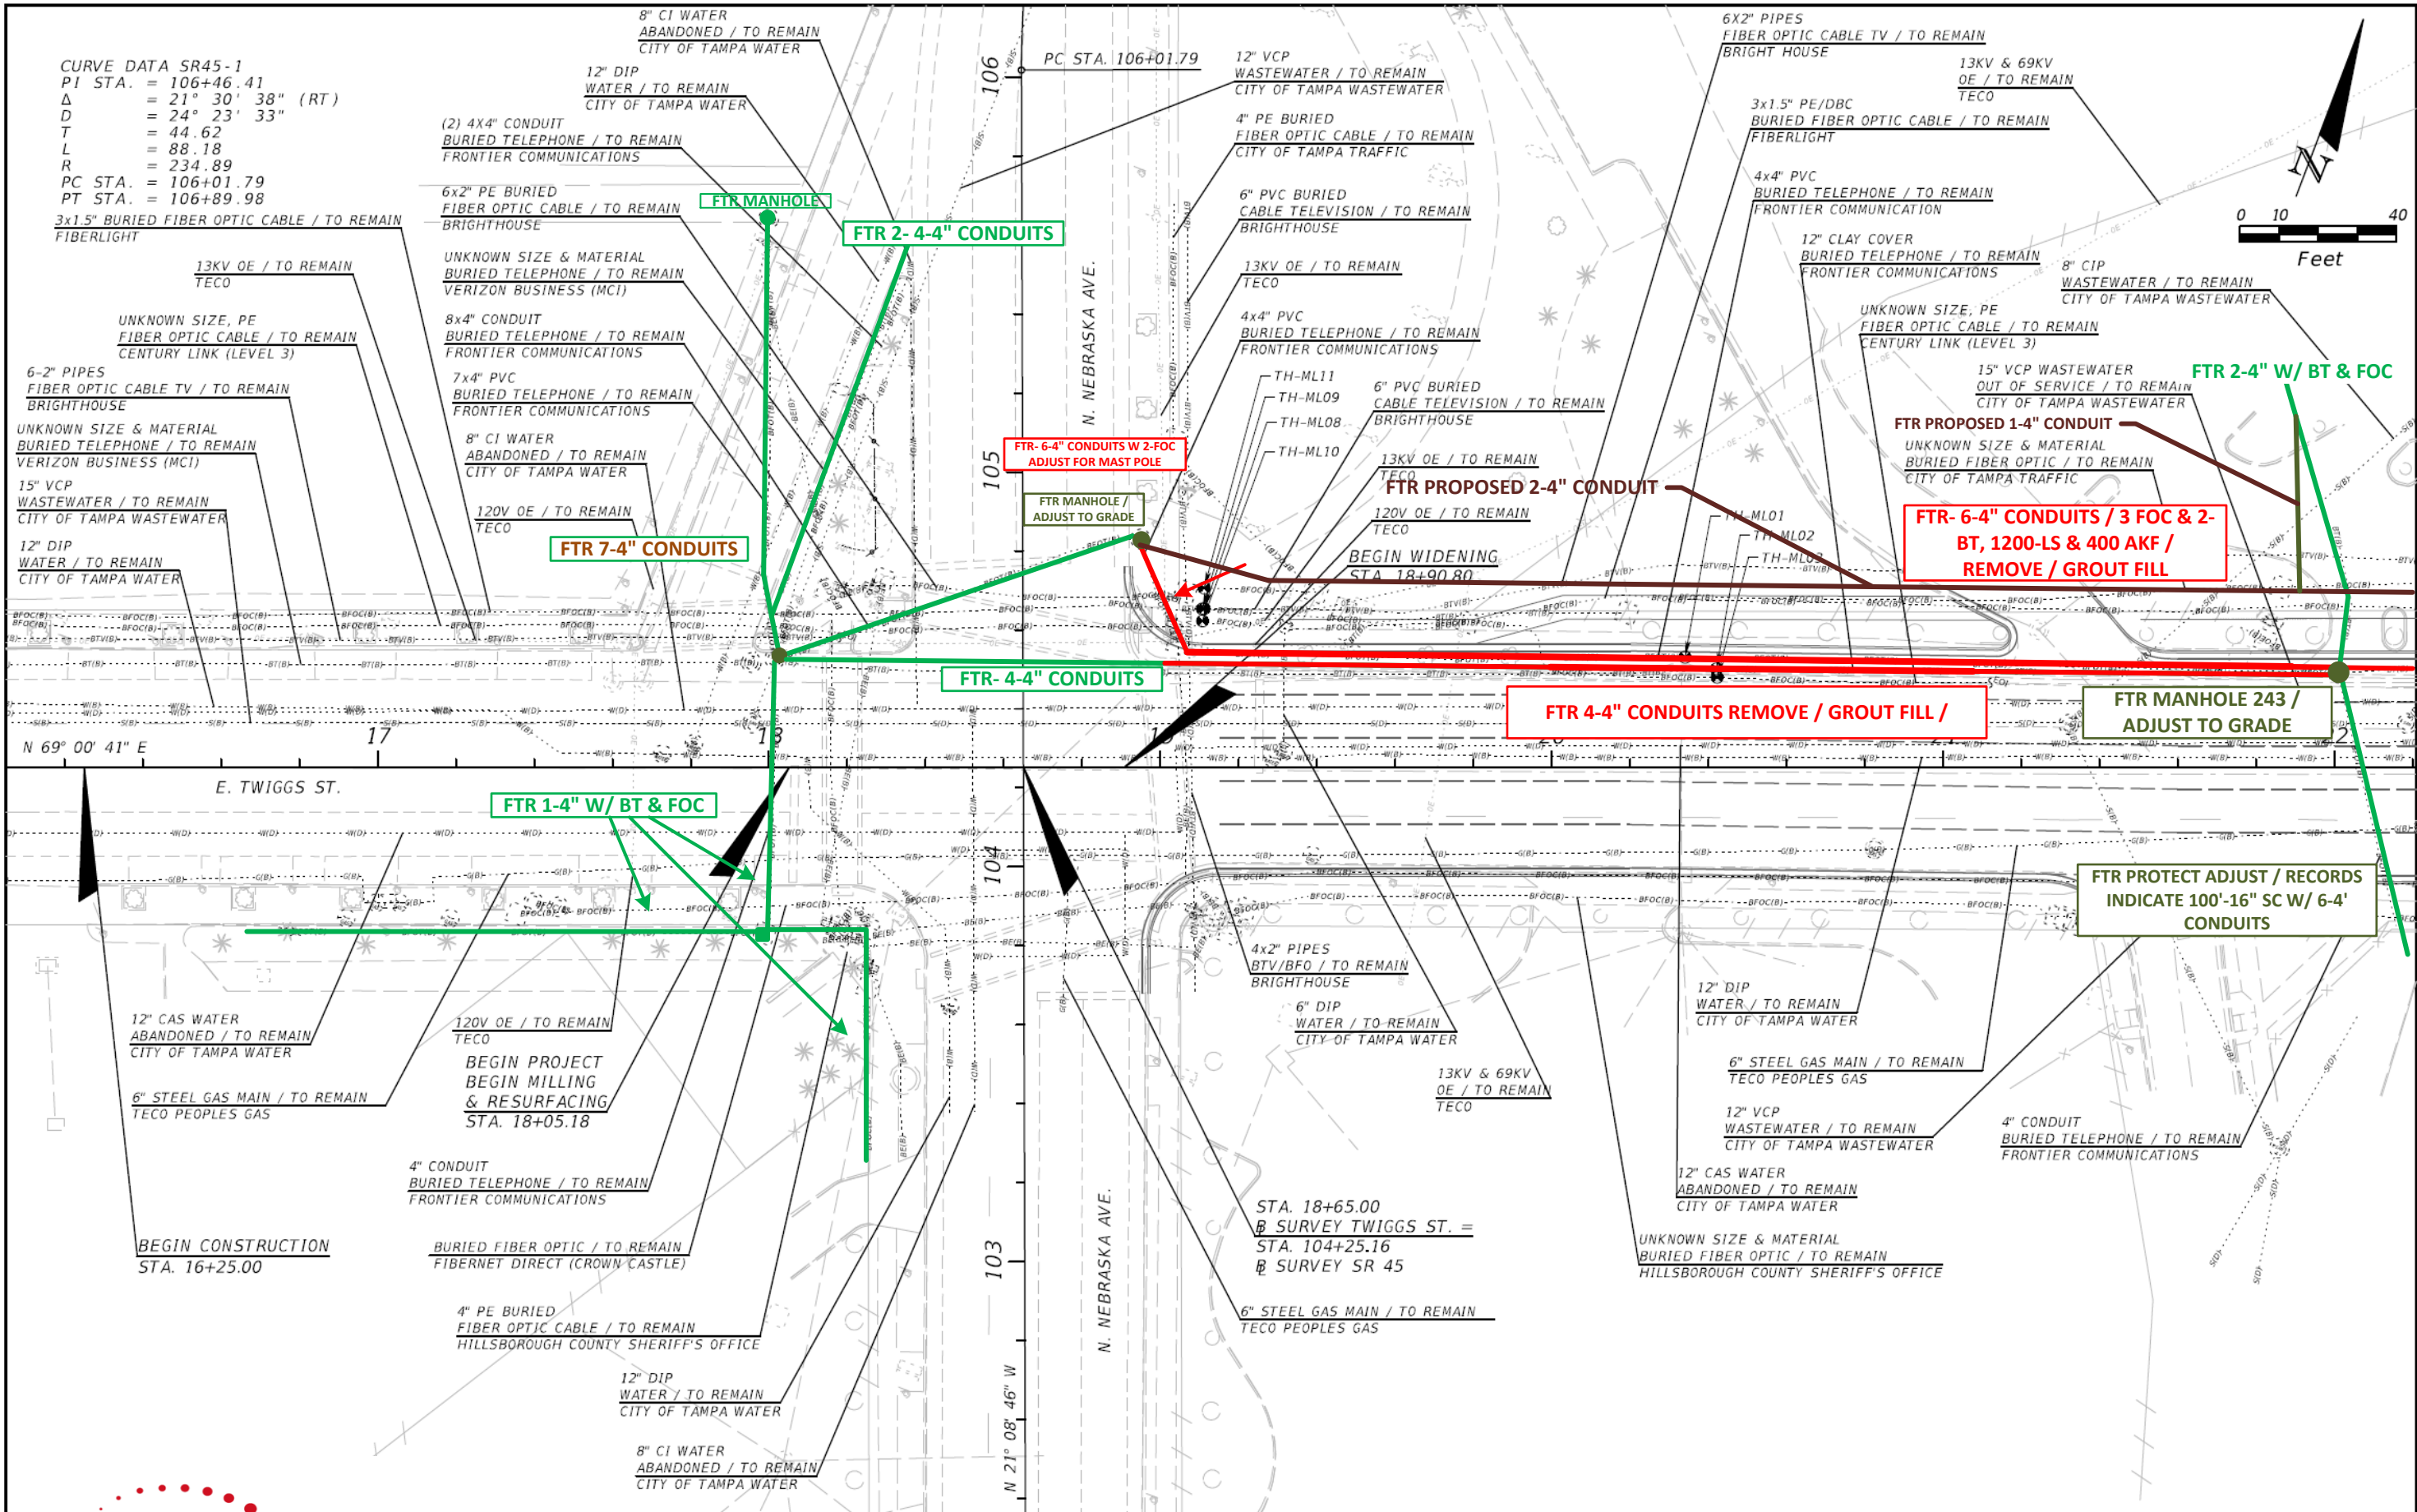 CURVE DATA SR45-1
PI STA. = 106+46.41
Δ = 21° 30' 38" (RT)
D = 24° 23' 33"
T = 44.62
L = 88.18
R = 234.89
PC STA. = 106+01.79
PT STA. = 106+89.98
3x1.5" BURIED FIBER OPTIC CABLE / TO REMAIN
FIBERLIGHT
13KV OE / TO REMAIN
TECO
UNKNOWN SIZE, PE
FIBER OPTIC CABLE / TO REMAIN
CENTURY LINK (LEVEL 3)
6-2" PIPES
FIBER OPTIC CABLE TV / TO REMAIN
BRIGHTHOUSE
UNKNOWN SIZE & MATERIAL
BURIED TELEPHONE / TO REMAIN
VERIZON BUSINESS (MCI)
15" VCP
WASTEWATER / TO REMAIN
CITY OF TAMPA WASTEWATER
12" DIP
WATER / TO REMAIN
CITY OF TAMPA WATER
8" CI WATER
ABANDONED / TO REMAIN
CITY OF TAMPA WATER
12" DIP
WATER / TO REMAIN
CITY OF TAMPA WATER
(2) 4X4" CONDUIT
BURIED TELEPHONE / TO REMAIN
FRONTIER COMMUNICATIONS
6x2" PE BURIED
FIBER OPTIC CABLE / TO REMAIN
BRIGHTHOUSE
UNKNOWN SIZE & MATERIAL
BURIED TELEPHONE / TO REMAIN
VERIZON BUSINESS (MCI)
8x4" CONDUIT
BURIED TELEPHONE / TO REMAIN
FRONTIER COMMUNICATIONS
7x4" PVC
BURIED TELEPHONE / TO REMAIN
FRONTIER COMMUNICATIONS
8" CI WATER
ABANDONED / TO REMAIN
CITY OF TAMPA WATER
120V OE / TO REMAIN
TECO
FTR MANHOLE
FTR 2- 4-4" CONDUITS
FTR 7-4" CONDUITS
106
PC STA. 106+01.79
N. NEBRASKA AVE.
105
12" VCP
WASTEWATER / TO REMAIN
CITY OF TAMPA WASTEWATER
4" PE BURIED
FIBER OPTIC CABLE / TO REMAIN
CITY OF TAMPA TRAFFIC
6" PVC BURIED
CABLE TELEVISION / TO REMAIN
BRIGHTHOUSE
13KV OE / TO REMAIN
TECO
4x4" PVC
BURIED TELEPHONE / TO REMAIN
FRONTIER COMMUNICATIONS
TH-ML11
TH-ML09
TH-ML08
TH-ML10
FTR- 6-4" CONDUITS W 2-FOC
ADJUST FOR MAST POLE
FTR MANHOLE /
ADJUST TO GRADE
6" PVC BURIED
CABLE TELEVISION / TO REMAIN
BRIGHTHOUSE
13KV OE / TO REMAIN
TECO
FTR PROPOSED 2-4" CONDUIT
120V OE / TO REMAIN
TECO
BEGIN WIDENING
STA. 18+90.80
6X2" PIPES
FIBER OPTIC CABLE TV / TO REMAIN
BRIGHT HOUSE
13KV & 69KV
OE / TO REMAIN
TECO
3x1.5" PE/DBC
BURIED FIBER OPTIC CABLE / TO REMAIN
FIBERLIGHT
4x4" PVC
BURIED TELEPHONE / TO REMAIN
FRONTIER COMMUNICATION
12" CLAY COVER
BURIED TELEPHONE / TO REMAIN
FRONTIER COMMUNICATIONS
8" CIP
WASTEWATER / TO REMAIN
CITY OF TAMPA WASTEWATER
UNKNOWN SIZE, PE
FIBER OPTIC CABLE / TO REMAIN
CENTURY LINK (LEVEL 3)
15" VCP WASTEWATER
OUT OF SERVICE / TO REMAIN
CITY OF TAMPA WASTEWATER
FTR 2-4" W/ BT & FOC
FTR PROPOSED 1-4" CONDUIT
UNKNOWN SIZE & MATERIAL
BURIED FIBER OPTIC / TO REMAIN
CITY OF TAMPA TRAFFIC
N
0 10 40
Feet
TH-ML01
TH-ML02
TH-ML03
FTR- 6-4" CONDUITS / 3 FOC & 2-
BT, 1200-LS & 400 AKF /
REMOVE / GROUT FILL
FTR- 4-4" CONDUITS
FTR 4-4" CONDUITS REMOVE / GROUT FILL /
FTR MANHOLE 243 /
ADJUST TO GRADE
N 69° 00' 41" E
17
E. TWIGGS ST.
FTR 1-4" W/ BT & FOC
104
FTR PROTECT ADJUST / RECORDS
INDICATE 100'-16" SC W/ 6-4'
CONDUITS
12" CAS WATER
ABANDONED / TO REMAIN
CITY OF TAMPA WATER
6" STEEL GAS MAIN / TO REMAIN
TECO PEOPLES GAS
120V OE / TO REMAIN
TECO
BEGIN PROJECT
BEGIN MILLING
& RESURFACING
STA. 18+05.18
4" CONDUIT
BURIED TELEPHONE / TO REMAIN
FRONTIER COMMUNICATIONS
BEGIN CONSTRUCTION
STA. 16+25.00
BURIED FIBER OPTIC / TO REMAIN
FIBERNET DIRECT (CROWN CASTLE)
4" PE BURIED
FIBER OPTIC CABLE / TO REMAIN
HILLSBOROUGH COUNTY SHERIFF'S OFFICE
12" DIP
WATER / TO REMAIN
CITY OF TAMPA WATER
8" CI WATER
ABANDONED / TO REMAIN
CITY OF TAMPA WATER
103
N 21° 08' 46" W
N. NEBRASKA AVE.
4x2" PIPES
BTV/BFO / TO REMAIN
BRIGHTHOUSE
6" DIP
WATER / TO REMAIN
CITY OF TAMPA WATER
13KV & 69KV
OE / TO REMAIN
TECO
STA. 18+65.00
B SURVEY TWIGGS ST. =
STA. 104+25.16
B SURVEY SR 45
6" STEEL GAS MAIN / TO REMAIN
TECO PEOPLES GAS
12" DIP
WATER / TO REMAIN
CITY OF TAMPA WATER
6" STEEL GAS MAIN / TO REMAIN
TECO PEOPLES GAS
12" VCP
WASTEWATER / TO REMAIN
CITY OF TAMPA WASTEWATER
12" CAS WATER
ABANDONED / TO REMAIN
CITY OF TAMPA WATER
4" CONDUIT
BURIED TELEPHONE / TO REMAIN
FRONTIER COMMUNICATIONS
UNKNOWN SIZE & MATERIAL
BURIED FIBER OPTIC / TO REMAIN
HILLSBOROUGH COUNTY SHERIFF'S OFFICE